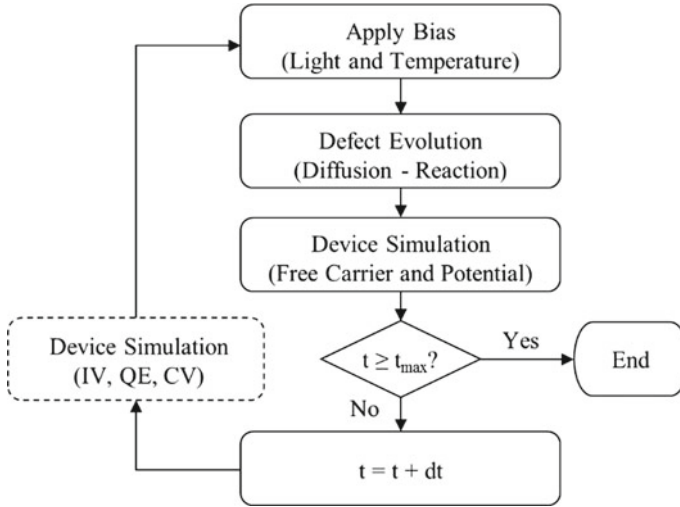 Apply Bias
(Light and Temperature)
Defect Evolution
(Diffusion - Reaction)
Device Simulation
(Free Carrier and Potential)
Device Simulation
(IV, QE, CV)
t ≥ tmax?
Yes
End
No
t = t + dt